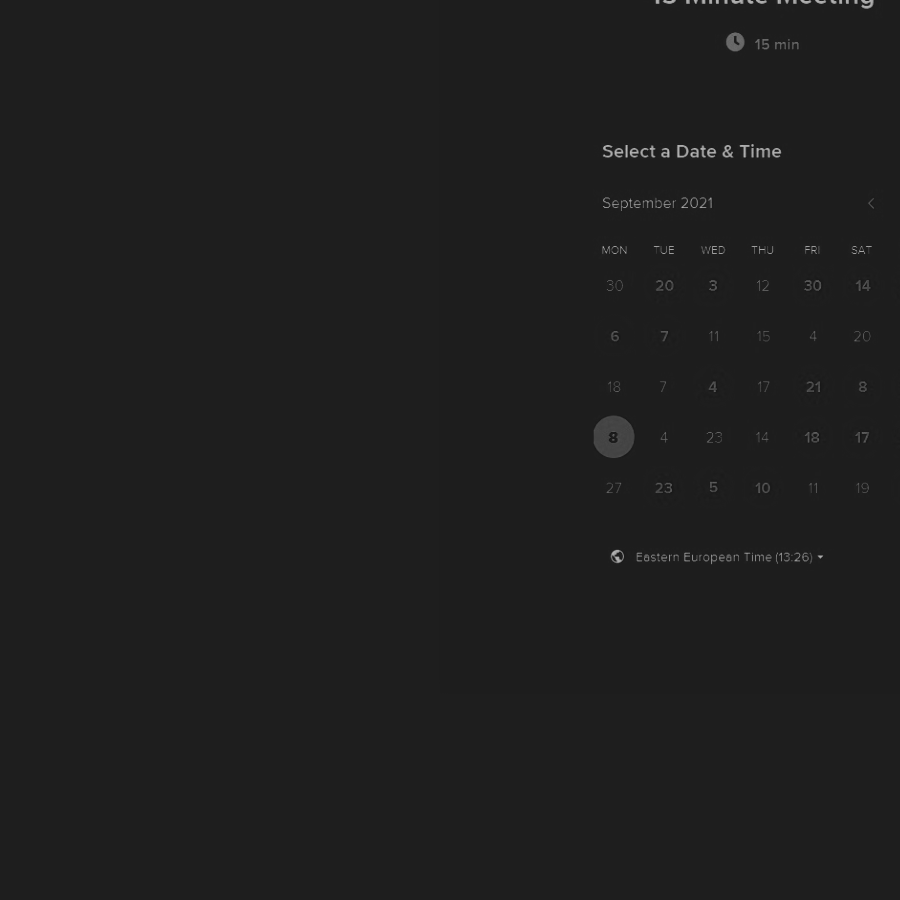 15 Minute Meeting
15 min
Select a Date & Time
September 2021
MON TUE WED THU FRI SAT
30 20 3 12 30 14
6 7 11 15 4 20
18 7 4 17 21 8
8 4 23 14 18 17
27 23 5 10 11 19
Eastern European Time (13:26)